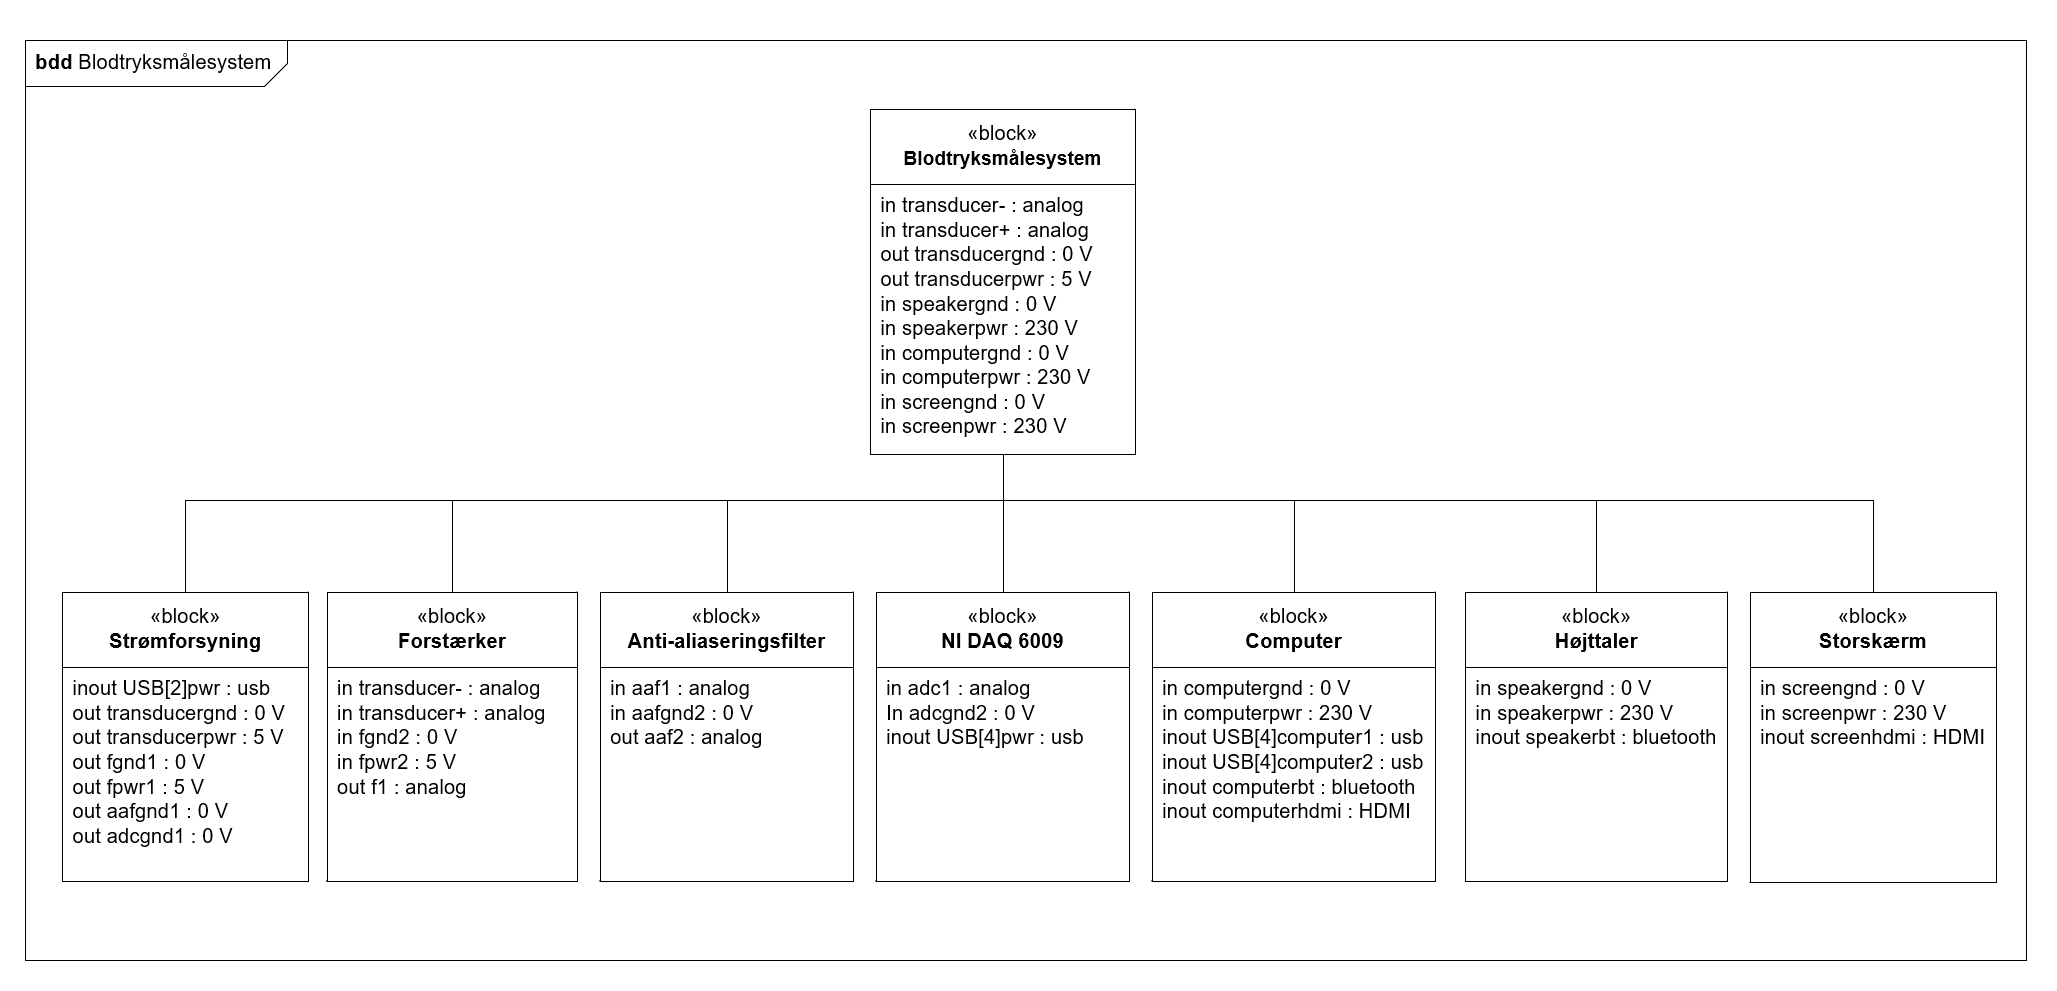 bdd Blodtryksmålesystem
«block»
Blodtryksmålesystem
in transducer- : analog
in transducer+ : analog
out transducergnd : 0 V
out transducerpwr : 5 V
in speakergnd : 0 V
in speakerpwr : 230 V
in computergnd : 0 V
in computerpwr : 230 V
in screengnd : 0 V
in screenpwr : 230 V
«block»
Strømforsyning
inout USB[2]pwr : usb
out transducergnd : 0 V
out transducerpwr : 5 V
out fgnd1 : 0 V
out fpwr1 : 5 V
out aafgnd1 : 0 V
out adcgnd1 : 0 V
«block»
Forstærker
in transducer- : analog
in transducer+ : analog
in fgnd2 : 0 V
in fpwr2 : 5 V
out f1 : analog
«block»
Anti-aliaseringsfilter
in aaf1 : analog
in aafgnd2 : 0 V
out aaf2 : analog
«block»
NI DAQ 6009
in adc1 : analog
In adcgnd2 : 0 V
inout USB[4]pwr : usb
«block»
Computer
in computergnd : 0 V
in computerpwr : 230 V
inout USB[4]computer1 : usb
inout USB[4]computer2 : usb
inout computerbt : bluetooth
inout computerhdmi : HDMI
«block»
Højttaler
in speakergnd : 0 V
in speakerpwr : 230 V
inout speakerbt : bluetooth
«block»
Storskærm
in screengnd : 0 V
in screenpwr : 230 V
inout screenhdmi : HDMI